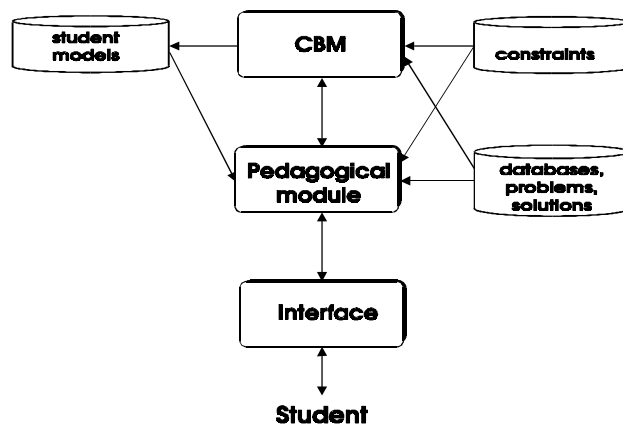 student
models
CBM
constraints
Pedagogical
module
databases,
problems,
solutions
Interface
Student